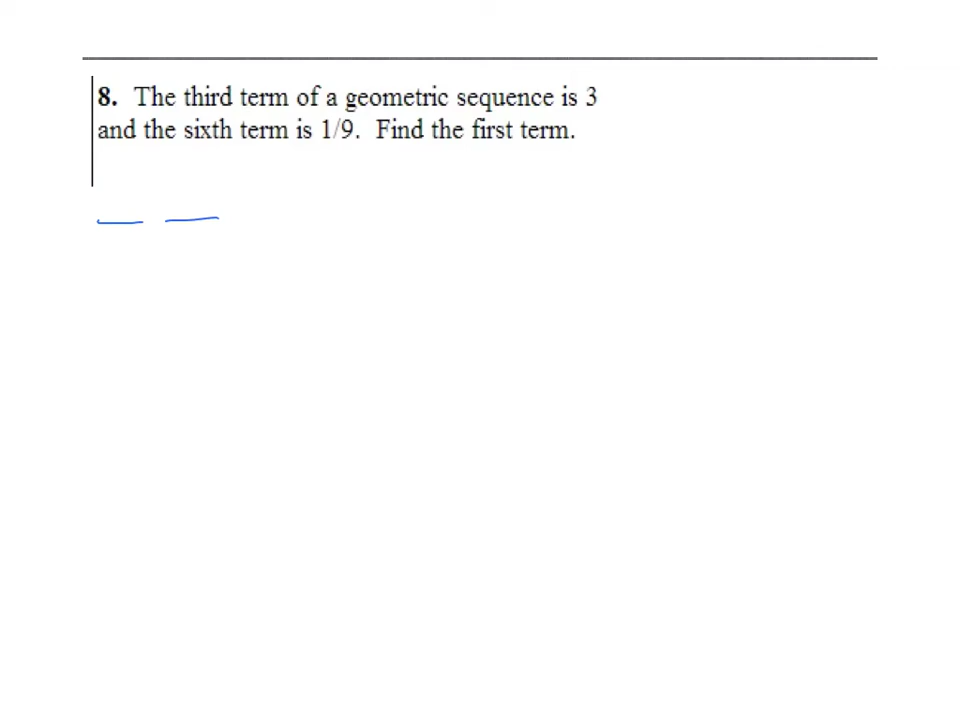 8. The third term of a geometric sequence is 3
and the sixth term is 1/9. Find the first term.